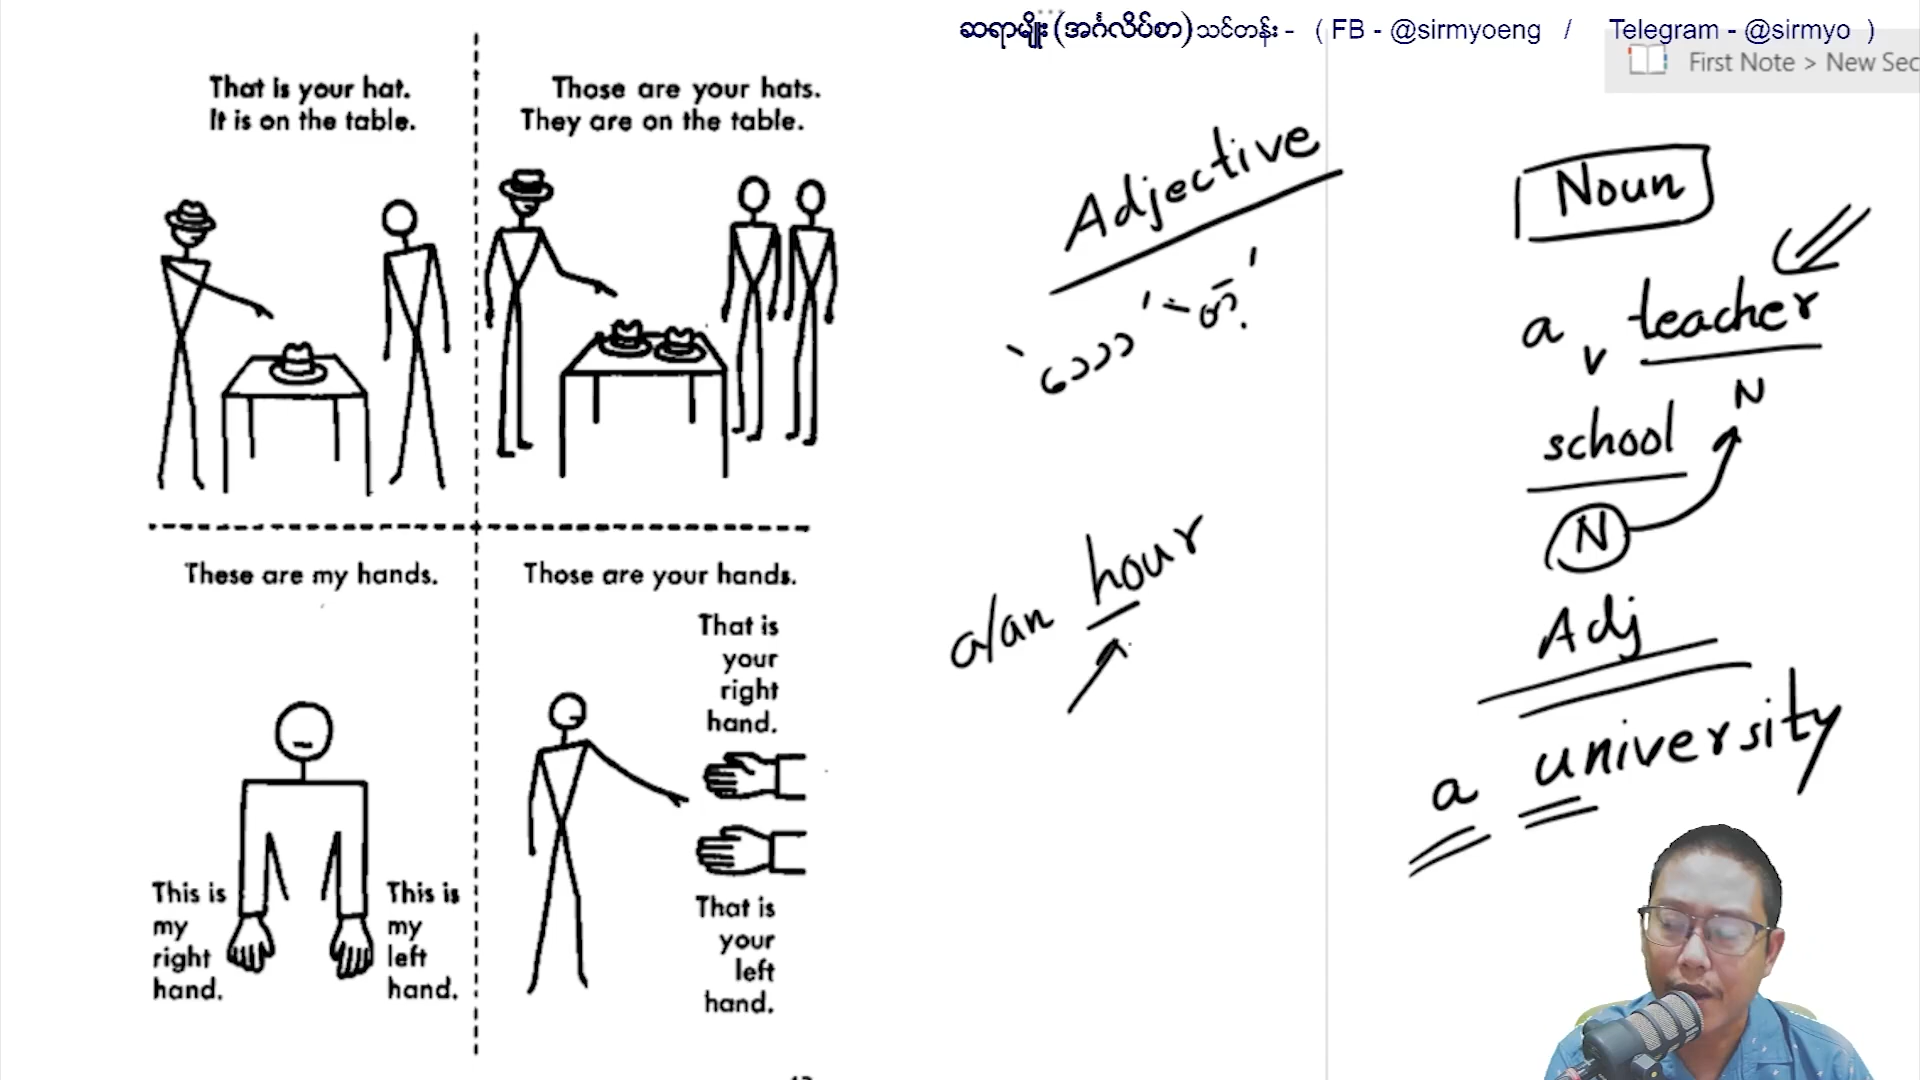 ဆရာမျိုး (အင်္ဂလိပ်စာ) သင်တန်း - ( FB - @sirmyoeng / Telegram - @sirmyo )
First Note > New Sec
That is your hat.
It is on the table.
Those are your hats.
They are on the table.
These are my hands.
This is
my
right
hand.
This is
my
left
hand.
Those are your hands.
That is
your
right
hand.
That is
your
left
hand.
Adjective
a/an hour
Noun
a v teacher
N
school
N
Adj
a university